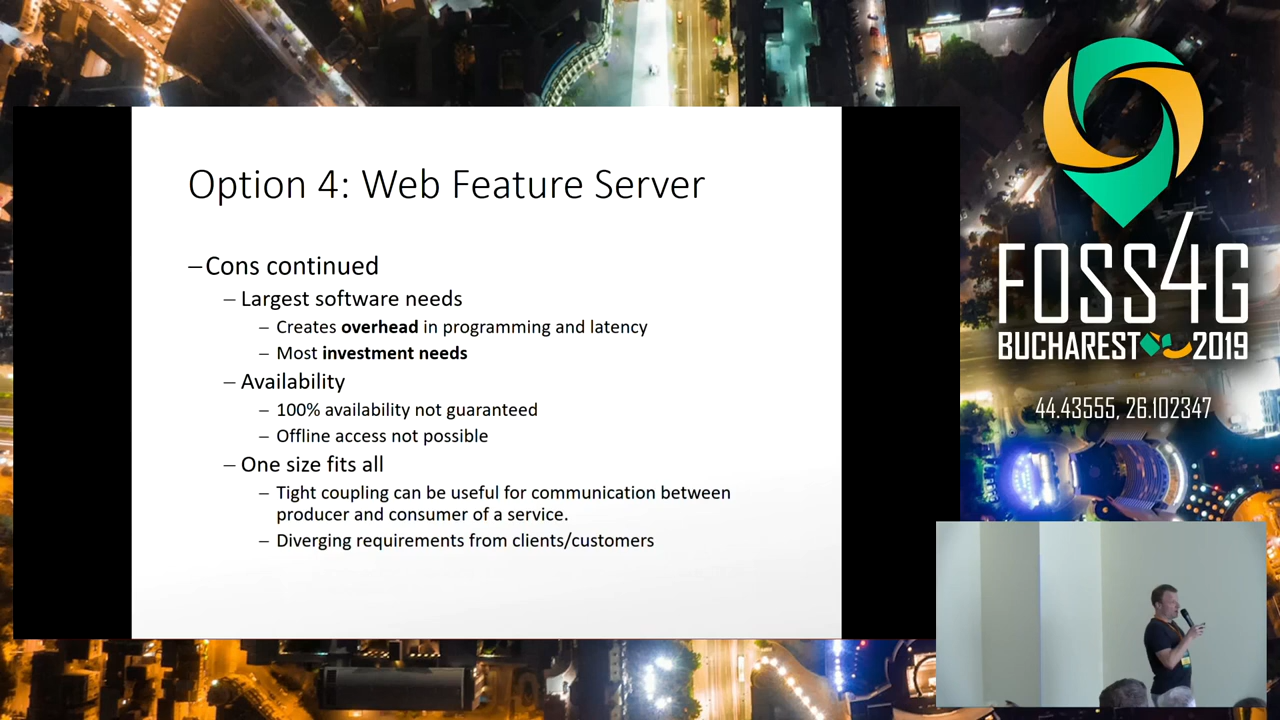 Option 4: Web Feature Server
–Cons continued
– Largest software needs
– Creates overhead in programming and latency
– Most investment needs
– Availability
– 100% availability not guaranteed
– Offline access not possible
– One size fits all
– Tight coupling can be useful for communication between
producer and consumer of a service.
– Diverging requirements from clients/customers
FOSS4G
BUCHAREST 2019
44.43555, 26.102347